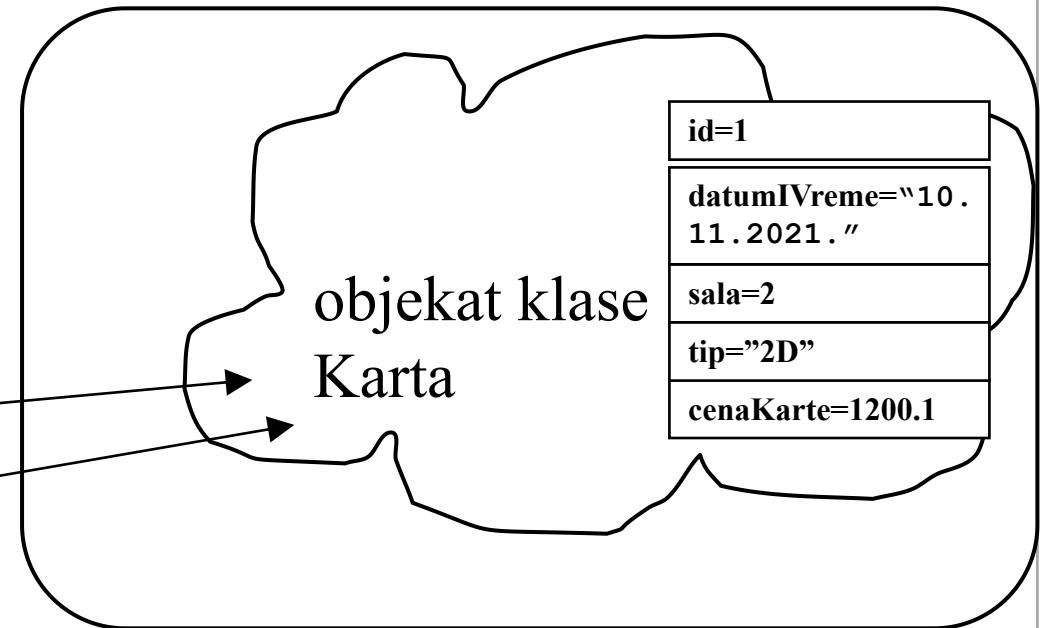 id=1
datumIVreme=“10.
11.2021.”
objekat klase
sala=2
tip=”2D”
Karta
cenaKarte=1200.1